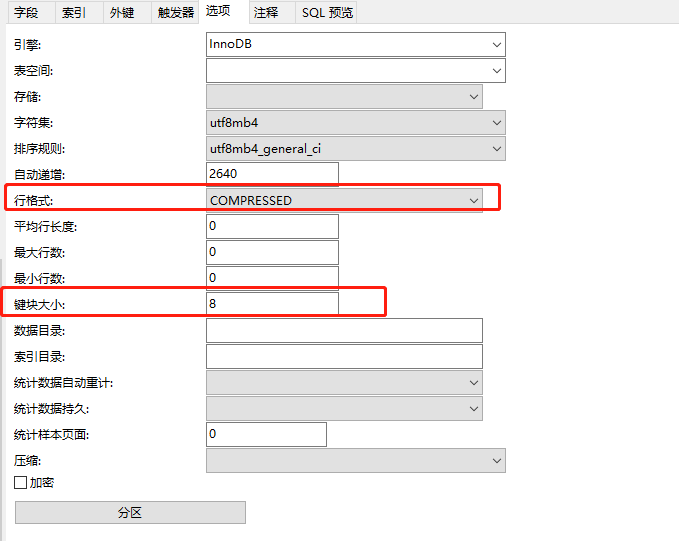 字段 索引 外键 触发器 选项 注释 SQL 预览
引擎: InnoDB
表空间:
存储:
字符集: utf8mb4
排序规则: utf8mb4_general_ci
自动递增: 2640
行格式: COMPRESSED
平均行长度: 0
最大行数: 0
最小行数: 0
键块大小: 8
数据目录:
索引目录:
统计数据自动重计:
统计数据持久:
统计样本页面: 0
压缩:
加密
分区